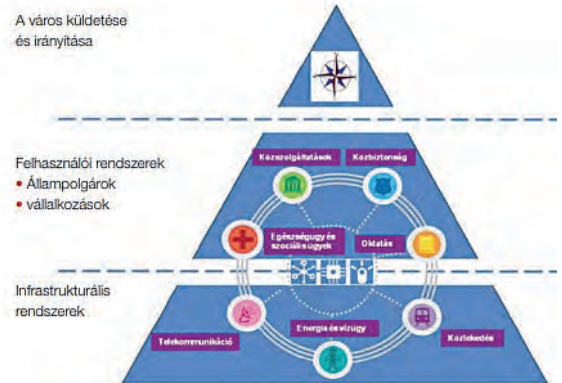 A város küldetése
és irányítása
Felhasználói rendszerek
• Állampolgárok
• vállalkozások
Közszolgáltatások
Közbiztonság
Egészségügy és
szociális ügyek
Oktatás
Infrastrukturális
rendszerek
Telekommunikáció
Energia és vízügy
Közlekedés